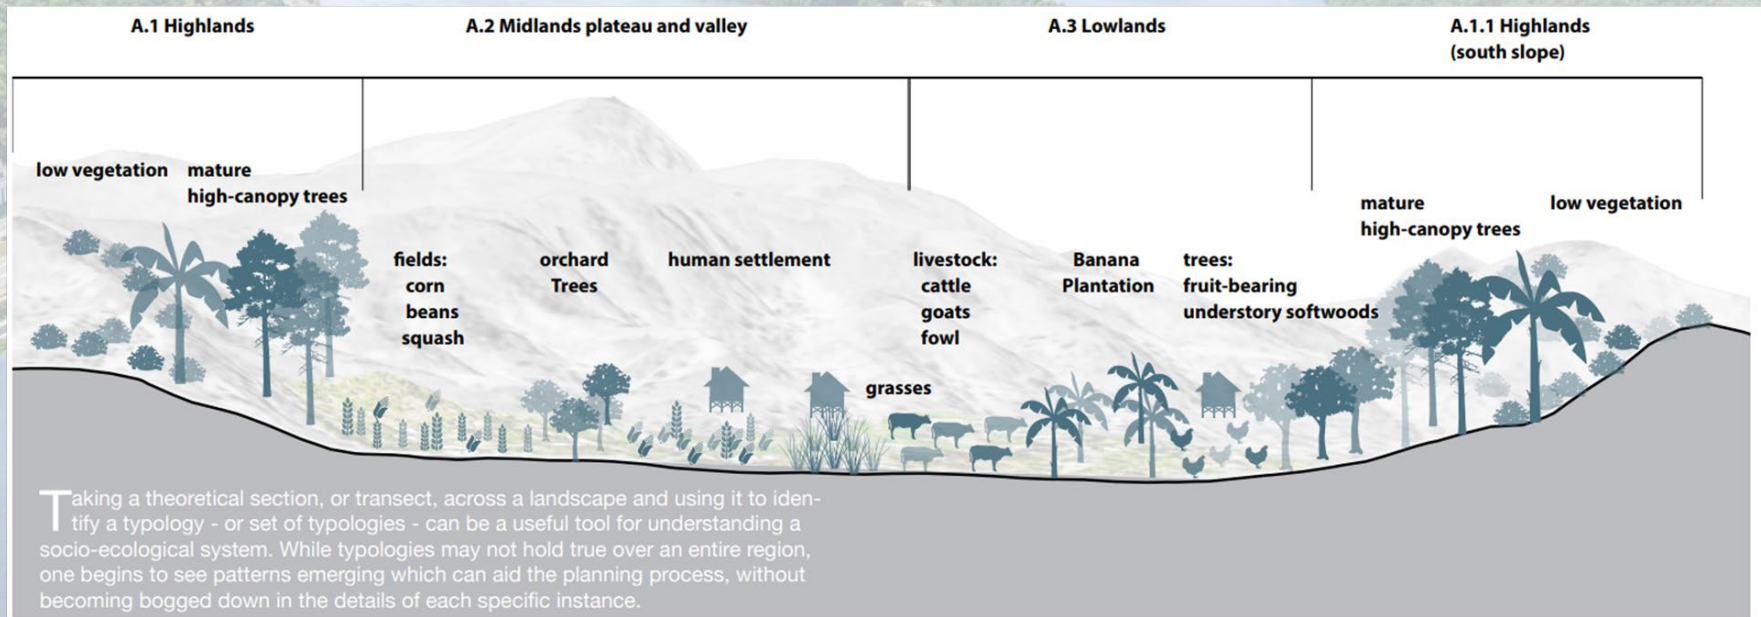 A.1 Highlands
A.2 Midlands plateau and valley
A.3 Lowlands
A.1.1 Highlands
(south slope)
low vegetation
mature
high-canopy trees
fields:
corn
beans
squash
orchard
Trees
human settlement
grasses
livestock:
cattle
goats
fowl
Banana
Plantation
trees:
fruit-bearing
understory softwoods
mature
high-canopy trees
low vegetation
Taking a theoretical section, or transect, across a landscape and using it to iden-
tify a typology - or set of typologies - can be a useful tool for understanding a
socio-ecological system. While typologies may not hold true over an entire region,
one begins to see patterns emerging which can aid the planning process, without
becoming bogged down in the details of each specific instance.